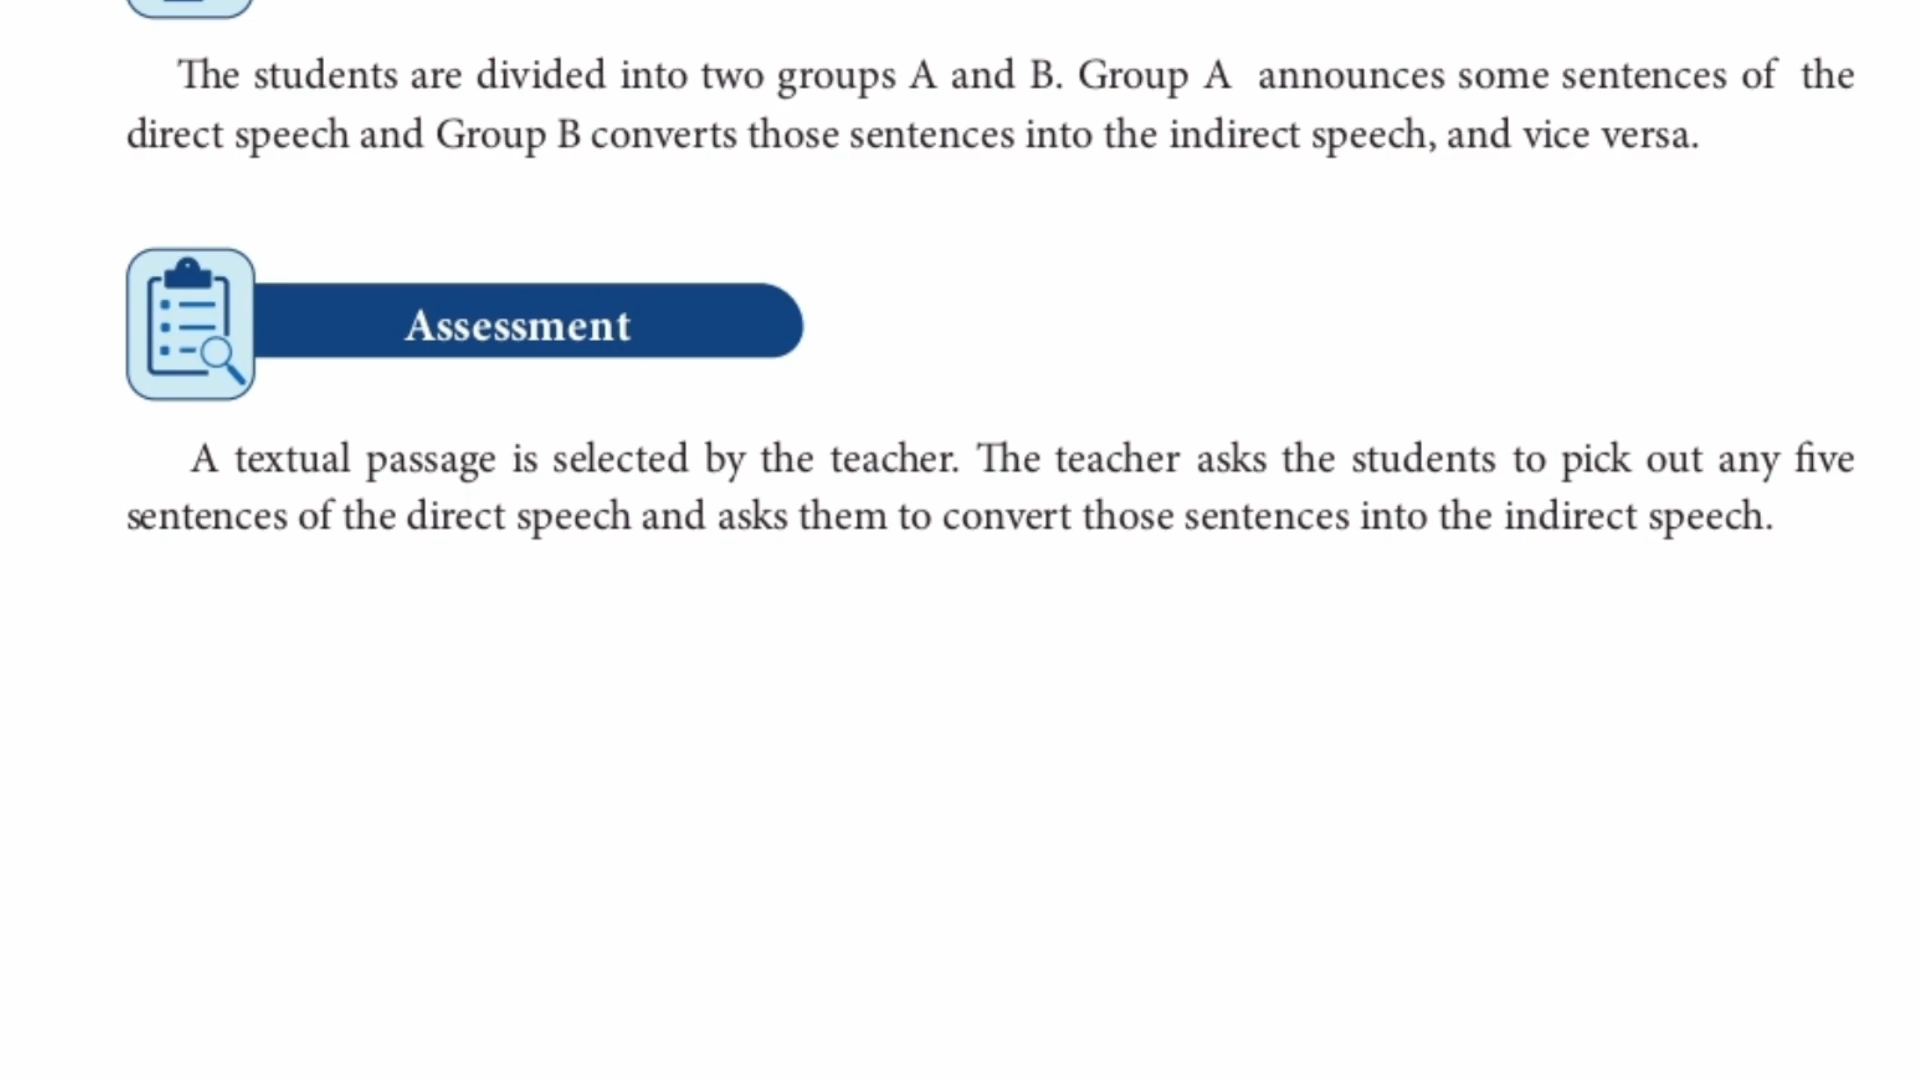 The students are divided into two groups A and B. Group A announces some sentences of the
direct speech and Group B converts those sentences into the indirect speech, and vice versa.
Assessment
A textual passage is selected by the teacher. The teacher asks the students to pick out any five
sentences of the direct speech and asks them to convert those sentences into the indirect speech.